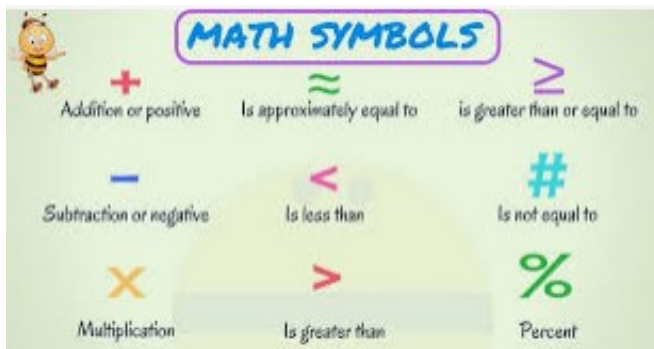 MATH SYMBOLS
+ ≈ ≥
Addition or positive Is approximately equal to is greater than or equal to
− < #
Subtraction or negative Is less than Is not equal to
× > %
Multiplication Is greater than Percent